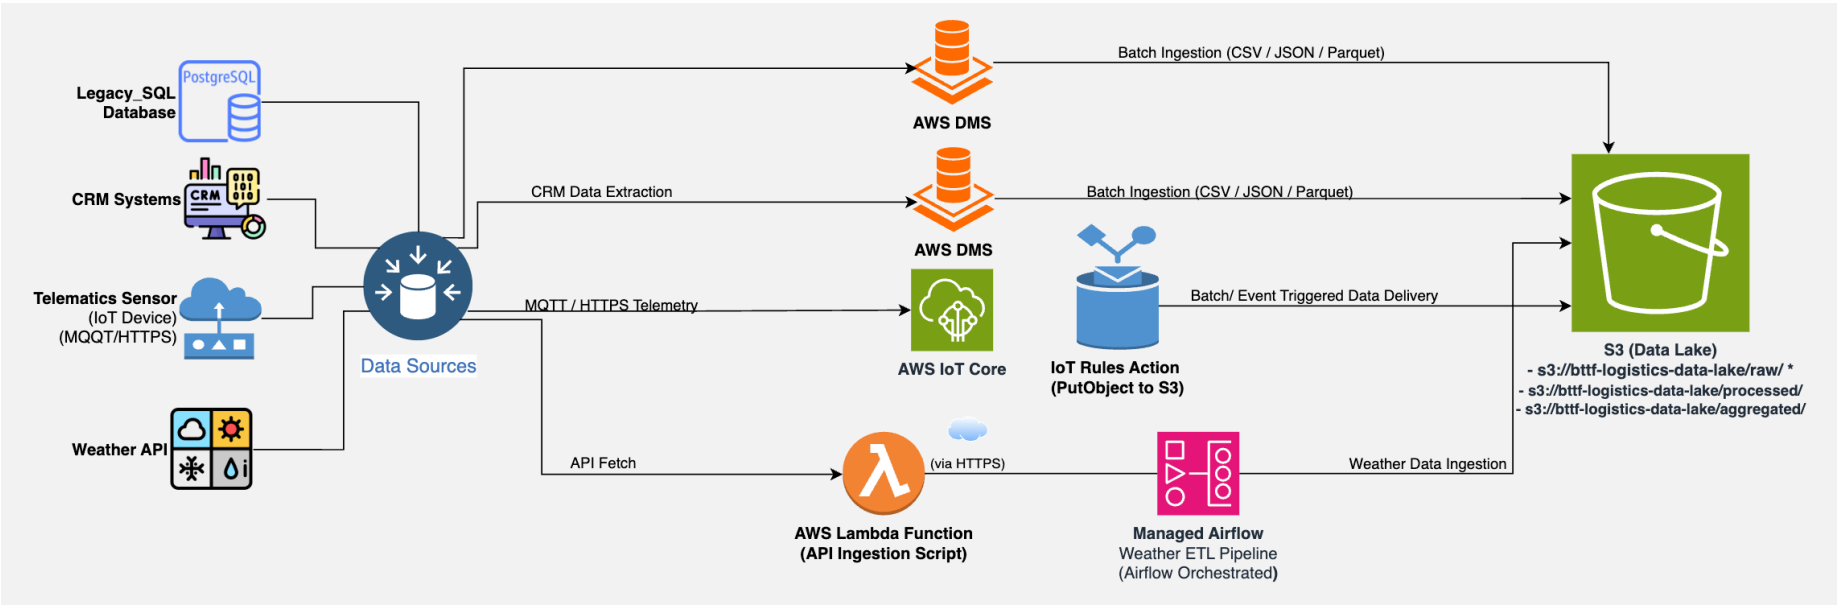 PostgreSQL
Legacy_SQL
Database
CRM
010
101
010
CRM Systems
Telematics Sensor
(IoT Device)
(MQQT/HTTPS)
Weather API
i
Data Sources
AWS DMS
Batch Ingestion (CSV / JSON / Parquet)
CRM Data Extraction
AWS DMS
Batch Ingestion (CSV / JSON / Parquet)
MQTT / HTTPS Telemetry
AWS IoT Core
IoT Rules Action
(PutObject to S3)
Batch/ Event Triggered Data Delivery
API Fetch
AWS Lambda Function
(API Ingestion Script)
(via HTTPS)
Managed Airflow
Weather ETL Pipeline
(Airflow Orchestrated)
Weather Data Ingestion
S3 (Data Lake)
- s3://bttf-logistics-data-lake/raw/ *
- s3://bttf-logistics-data-lake/processed/
- s3://bttf-logistics-data-lake/aggregated/